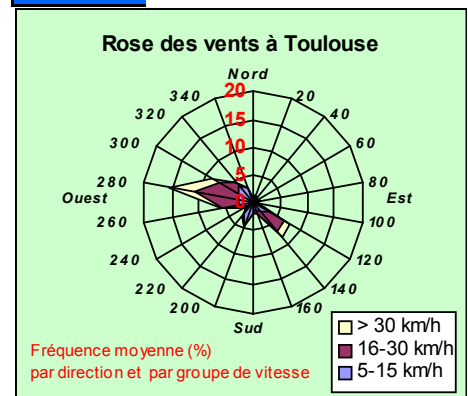 Rose des vents à Toulouse
Nord
340
20
20
320
40
15
300
60
10
280
80
5
Ouest
0
Est
260
100
240
120
220
140
200
160
Sud
> 30 km/h
16-30 km/h
5-15 km/h
Fréquence moyenne (%)
par direction et par groupe de vitesse